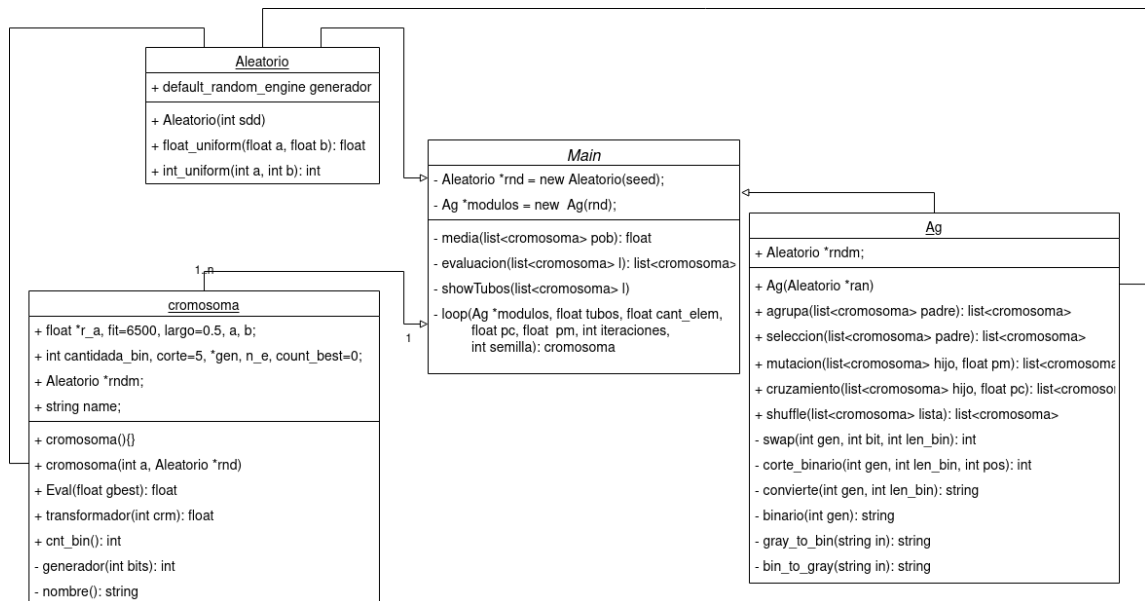 Aleatorio
+ default_random_engine generador
+ Aleatorio(int sdd)
+ float_uniform(float a, float b): float
+ int_uniform(int a, int b): int
Main
- Aleatorio *rnd = new Aleatorio(seed);
- Ag *modulos = new Ag(rnd);
- media(list<cromosoma> pob): float
- evaluacion(list<cromosoma> l): list<cromosoma>
- showTubos(list<cromosoma> l)
- loop(Ag *modulos, float tubos, float cant_elem,
float pc, float pm, int iteraciones,
int semilla): cromosoma
1..n
1
cromosoma
+ float *r_a, fit=6500, largo=0.5, a, b;
+ int cantidada_bin, corte=5, *gen, n_e, count_best=0;
+ Aleatorio *rndm;
+ string name;
+ cromosoma(){}
+ cromosoma(int a, Aleatorio *rnd)
+ Eval(float gbest): float
+ transformador(int crm): float
+ cnt_bin(): int
- generador(int bits): int
- nombre(): string
Ag
+ Aleatorio *rndm;
+ Ag(Aleatorio *ran)
+ agrupa(list<cromosoma> padre): list<cromosoma>
+ seleccion(list<cromosoma> padre): list<cromosoma>
+ mutacion(list<cromosoma> hijo, float pm): list<cromosoma
+ cruzamiento(list<cromosoma> hijo, float pc): list<cromoso
+ shuffle(list<cromosoma> lista): list<cromosoma>
- swap(int gen, int bit, int len_bin): int
- corte_binario(int gen, int len_bin, int pos): int
- convierte(int gen, int len_bin): string
- binario(int gen): string
- gray_to_bin(string in): string
- bin_to_gray(string in): string